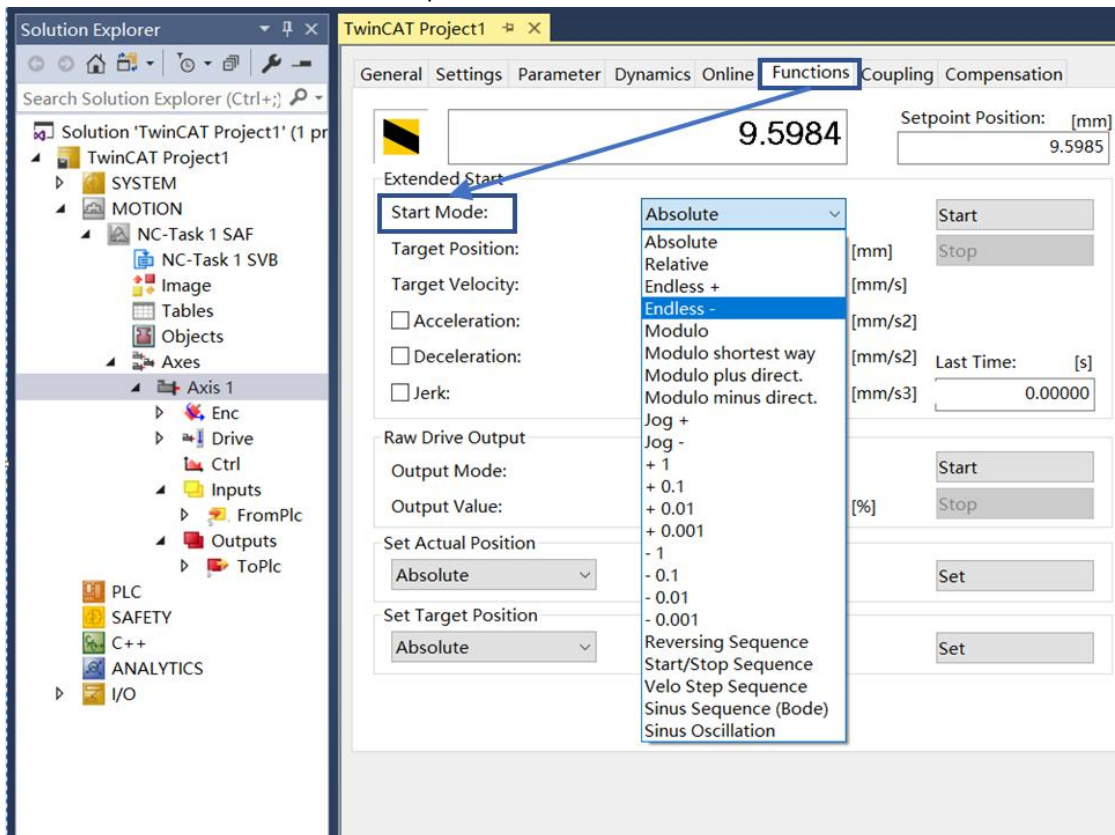 Solution Explorer
TwinCAT Project1
Search Solution Explorer (Ctrl+;)
Solution 'TwinCAT Project1' (1 pr
TwinCAT Project1
SYSTEM
MOTION
NC-Task 1 SAF
NC-Task 1 SVB
Image
Tables
Objects
Axes
Axis 1
Enc
Drive
Ctrl
Inputs
FromPlc
Outputs
ToPlc
PLC
SAFETY
C++
ANALYTICS
I/O
General Settings Parameter Dynamics Online Functions Coupling Compensation
9.5984
Setpoint Position: [mm]
9.5985
Extended Start
Start Mode: Absolute Start
Target Position: [mm] Stop
Target Velocity: [mm/s]
Acceleration: [mm/s2]
Deceleration: [mm/s2] Last Time: [s]
Jerk: [mm/s3] 0.00000
Absolute
Relative
Endless +
Endless -
Modulo
Modulo shortest way
Modulo plus direct.
Modulo minus direct.
Jog +
Jog -
+ 1
+ 0.1
+ 0.01
+ 0.001
- 1
- 0.1
- 0.01
- 0.001
Reversing Sequence
Start/Stop Sequence
Velo Step Sequence
Sinus Sequence (Bode)
Sinus Oscillation
Raw Drive Output
Output Mode: Start
Output Value: [%] Stop
Set Actual Position
Absolute Set
Set Target Position
Absolute Set